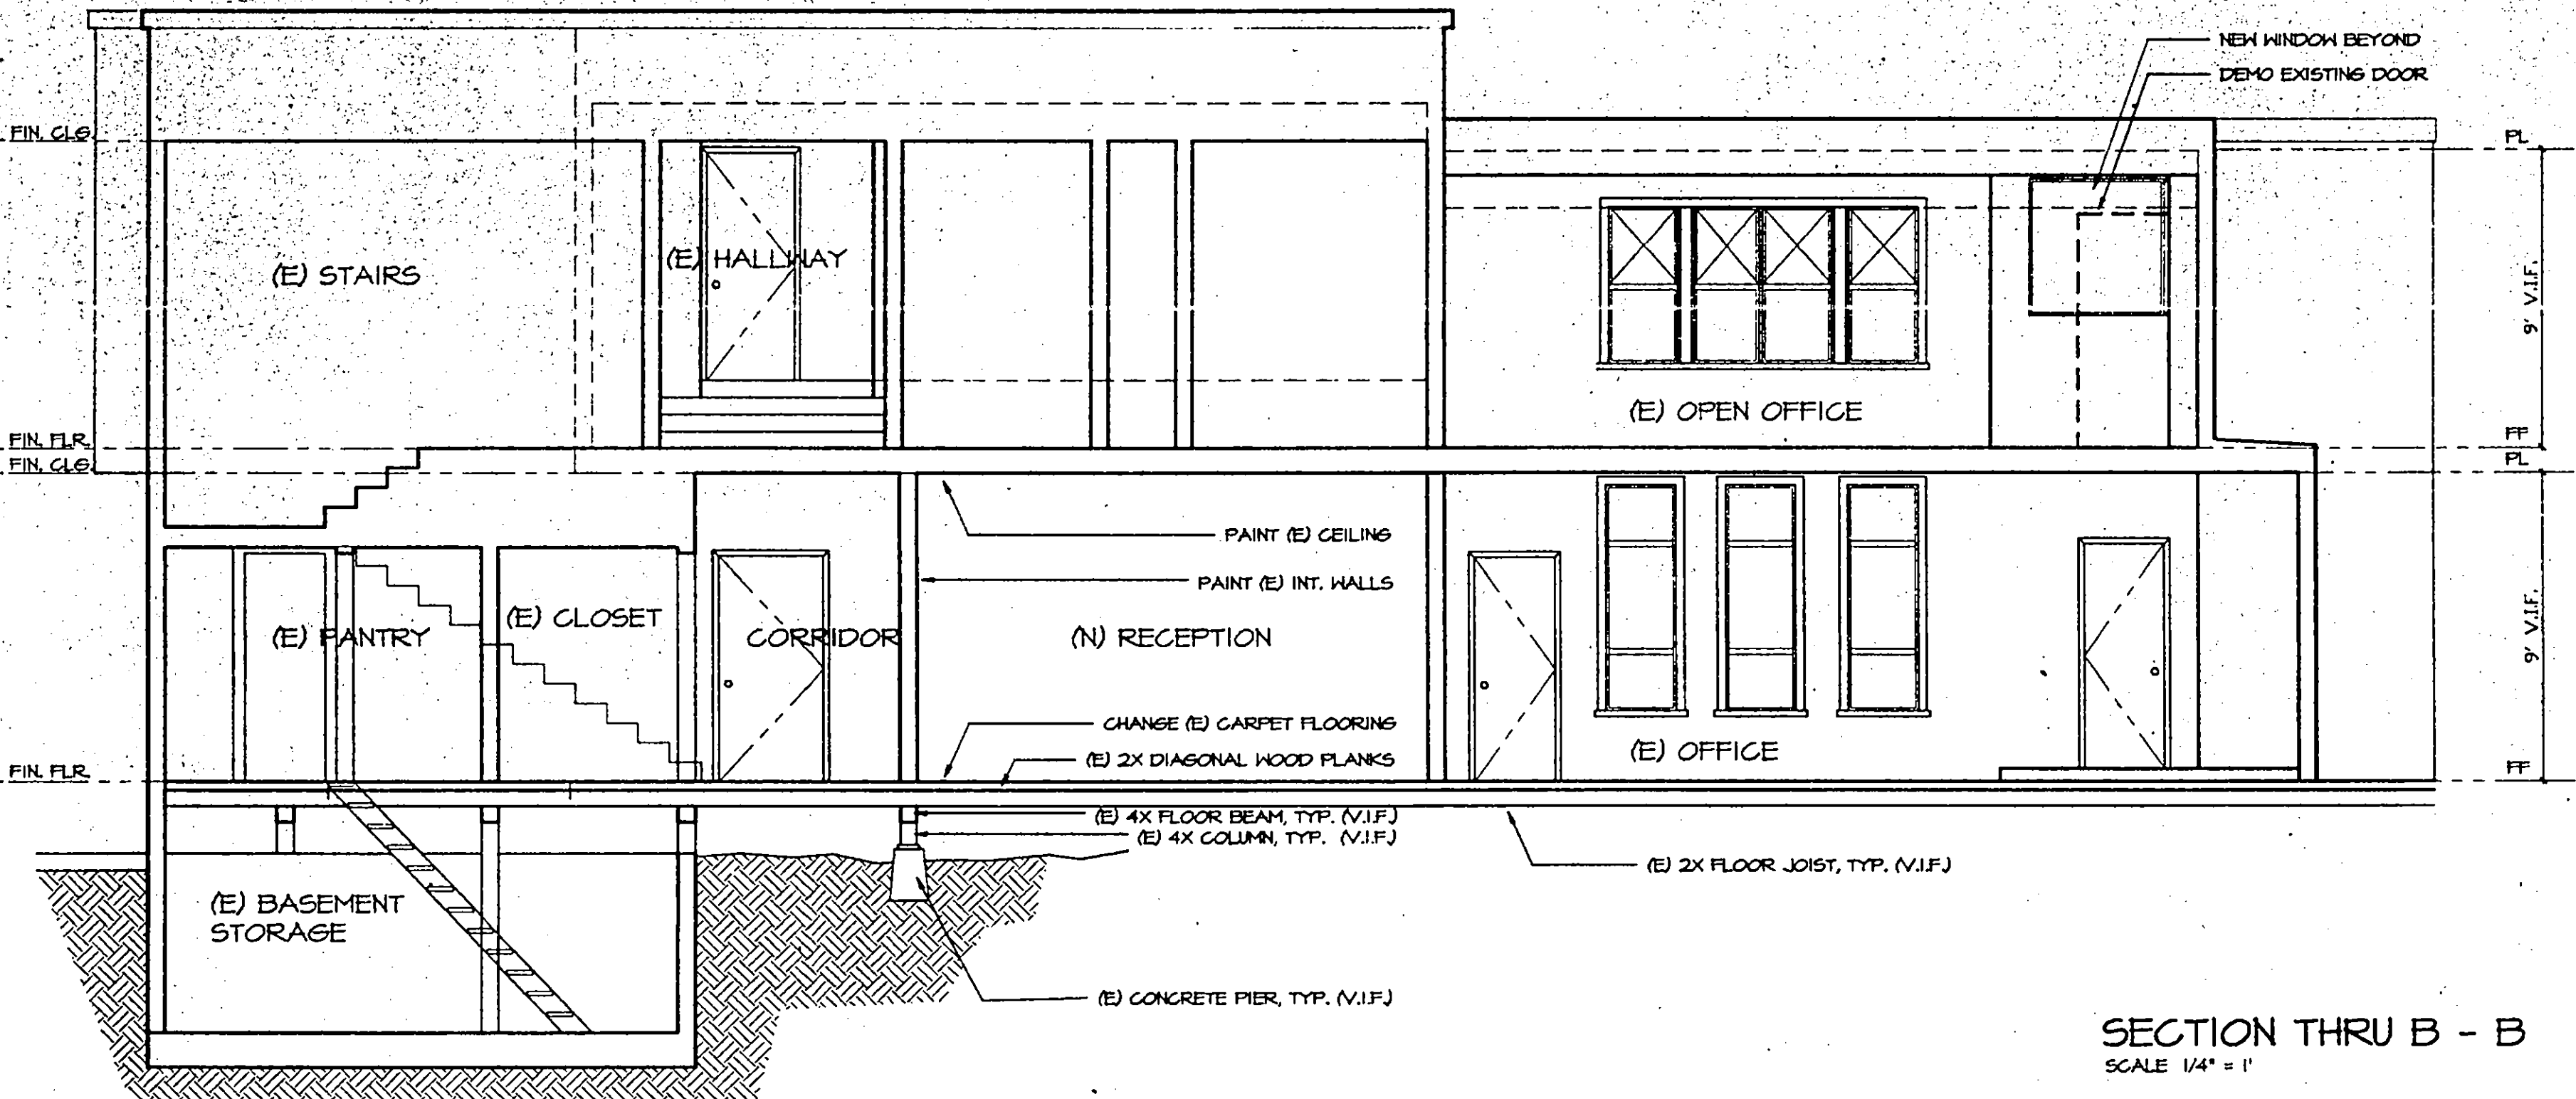 NEW WINDOW BEYOND
DEMO EXISTING DOOR
FIN. CLG.
PL
(E) STAIRS
(E) HALLWAY
9' V.I.F.
(E) OPEN OFFICE
FIN. FLR.
FF
FIN. CLG.
PL
PAINT (E) CEILING
PAINT (E) INT. WALLS
(E) PANTRY
(E) CLOSET
CORRIDOR
(N) RECEPTION
9' V.I.F.
CHANGE (E) CARPET FLOORING
(E) 2X DIAGONAL WOOD PLANKS
(E) OFFICE
FIN. FLR.
FF
(E) 4X FLOOR BEAM, TYP. (V.I.F.)
(E) 4X COLUMN, TYP. (V.I.F.)
(E) 2X FLOOR JOIST, TYP. (V.I.F.)
(E) BASEMENT
STORAGE
(E) CONCRETE PIER, TYP. (V.I.F.)
SECTION THRU B - B
SCALE 1/4" = 1'